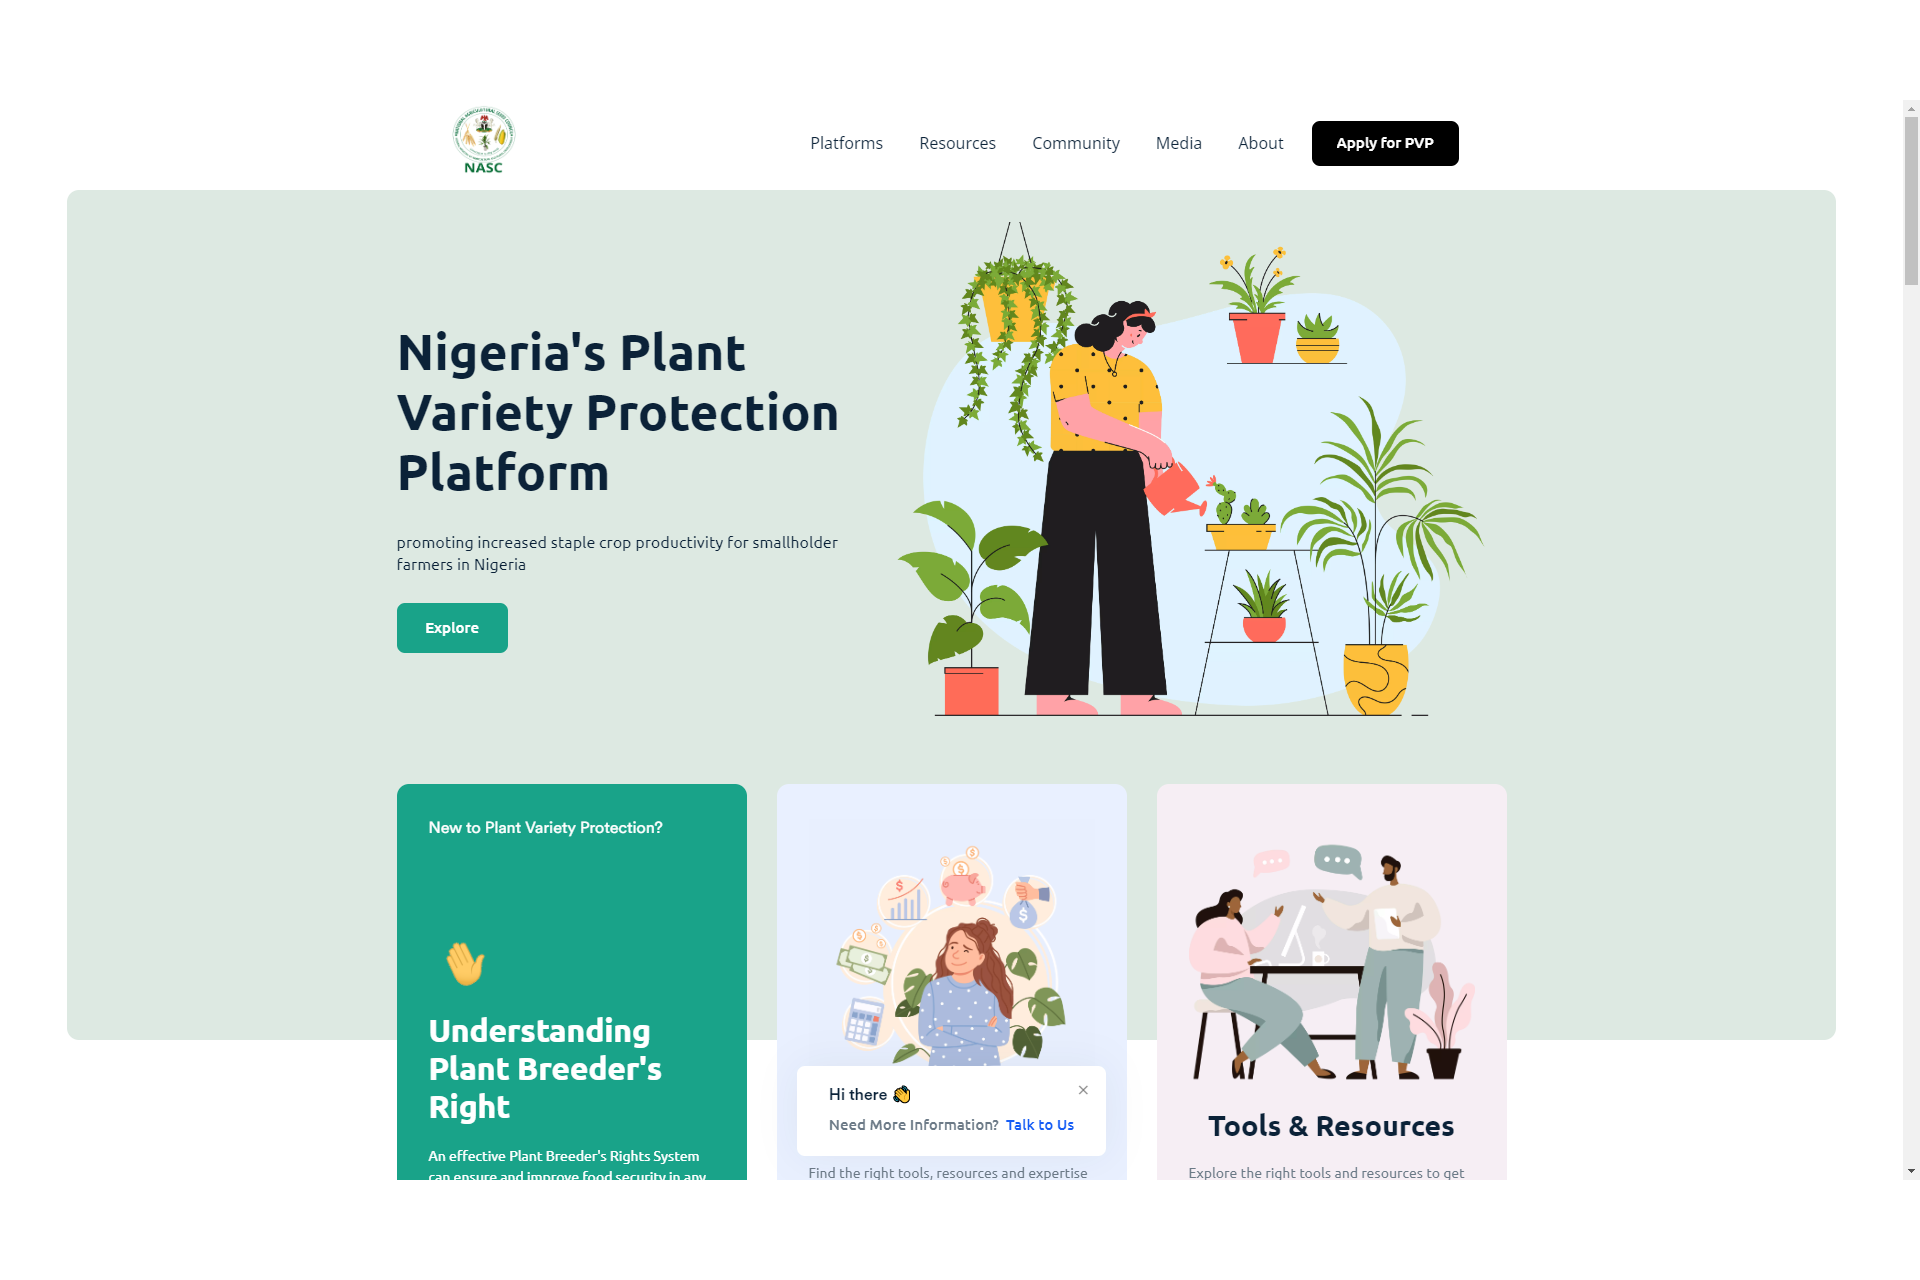 NASC
Platforms
Resources
Community
Media
About
Apply for PVP
Nigeria's Plant
Variety Protection
Platform
promoting increased staple crop productivity for smallholder
farmers in Nigeria
Explore
New to Plant Variety Protection?
Understanding
Plant Breeder's
Right
An effective Plant Breeder's Rights System
can ensure and improve food security in any
Hi there
Need More Information? Talk to Us
Find the right tools, resources and expertise
Tools & Resources
Explore the right tools and resources to get